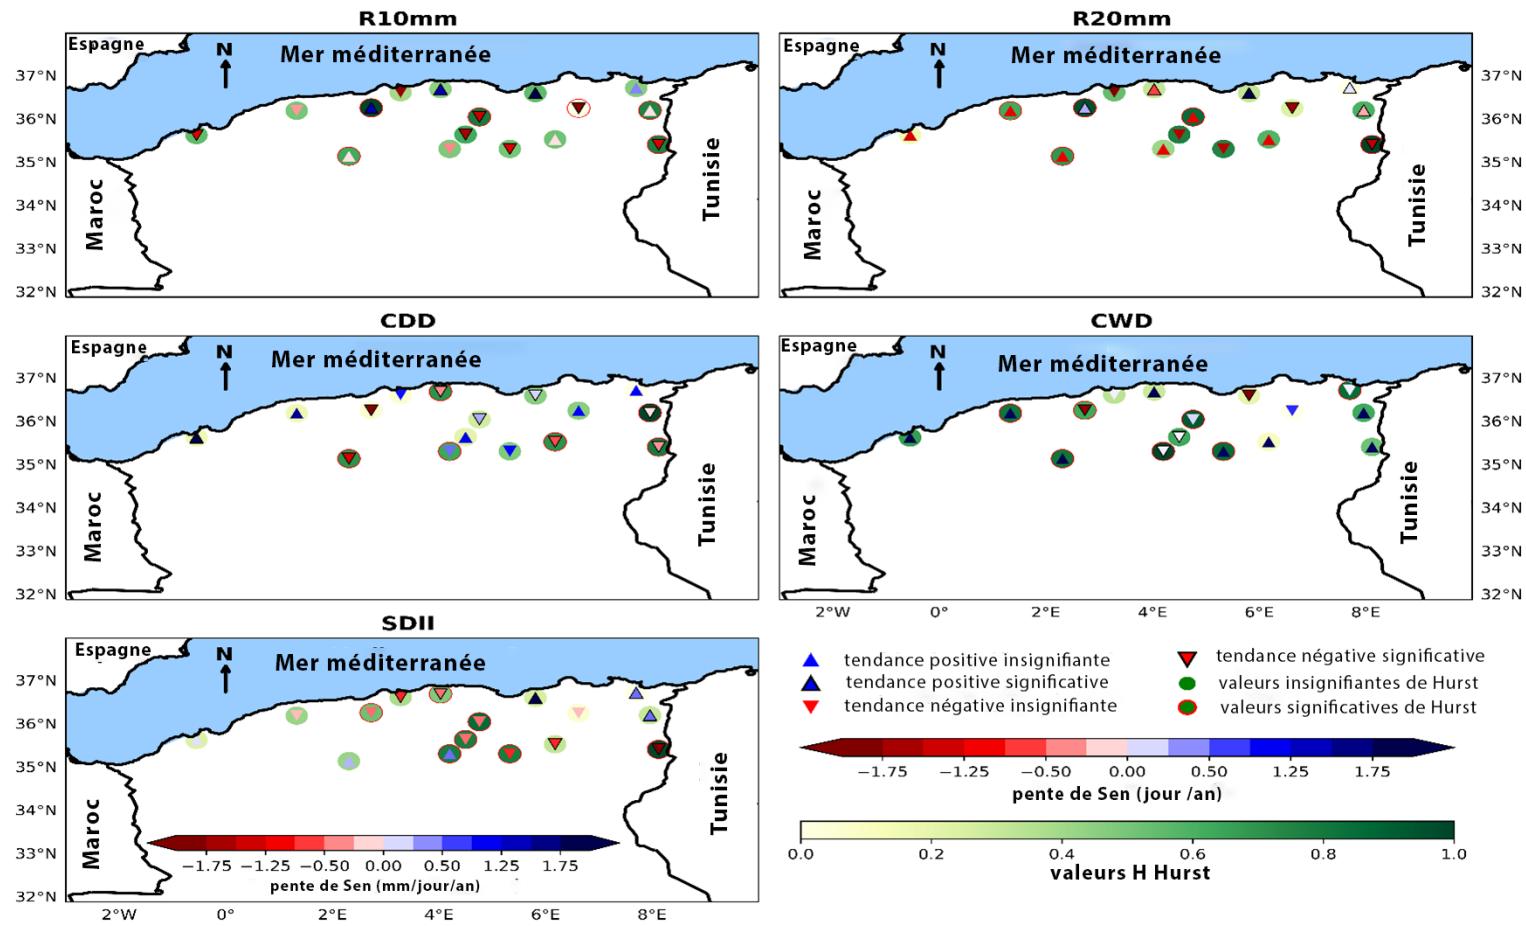 R10mm
Espagne
N
Mer méditerranée
Maroc
Tunisie
37°N
36°N
35°N
34°N
33°N
32°N
R20mm
Espagne
N
Mer méditerranée
Maroc
Tunisie
37°N
36°N
35°N
34°N
33°N
32°N
CDD
Espagne
N
Mer méditerranée
Maroc
Tunisie
37°N
36°N
35°N
34°N
33°N
32°N
CWD
Espagne
N
Mer méditerranée
Maroc
Tunisie
37°N
36°N
35°N
34°N
33°N
32°N
2°W 0° 2°E 4°E 6°E 8°E
SDII
Espagne
N
Mer méditerranée
Maroc
Tunisie
37°N
36°N
35°N
34°N
33°N
32°N
−1.75 −1.25 −0.50 0.00 0.50 1.25 1.75
pente de Sen (mm/jour/an)
2°W 0° 2°E 4°E 6°E 8°E
tendance positive insignifiante
tendance positive significative
tendance négative insignifiante
tendance négative significative
valeurs insignifiantes de Hurst
valeurs significatives de Hurst
−1.75 −1.25 −0.50 0.00 0.50 1.25 1.75
pente de Sen (jour /an)
0.0 0.2 0.4 0.6 0.8 1.0
valeurs H Hurst